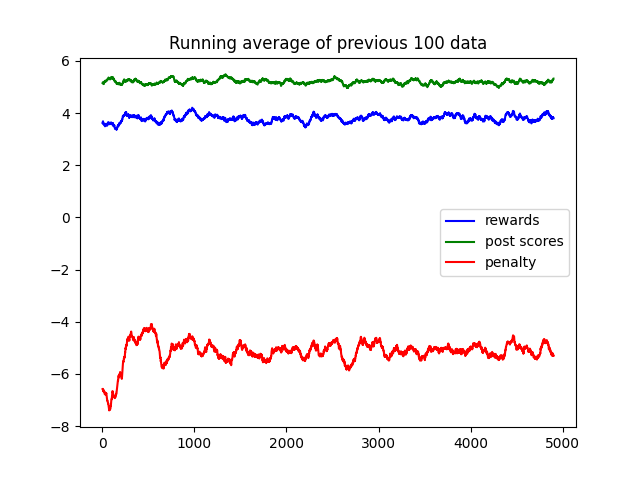 Running average of previous 100 data
6
4
2
0
−2
−4
−6
−8
rewards
post scores
penalty
0 1000 2000 3000 4000 5000